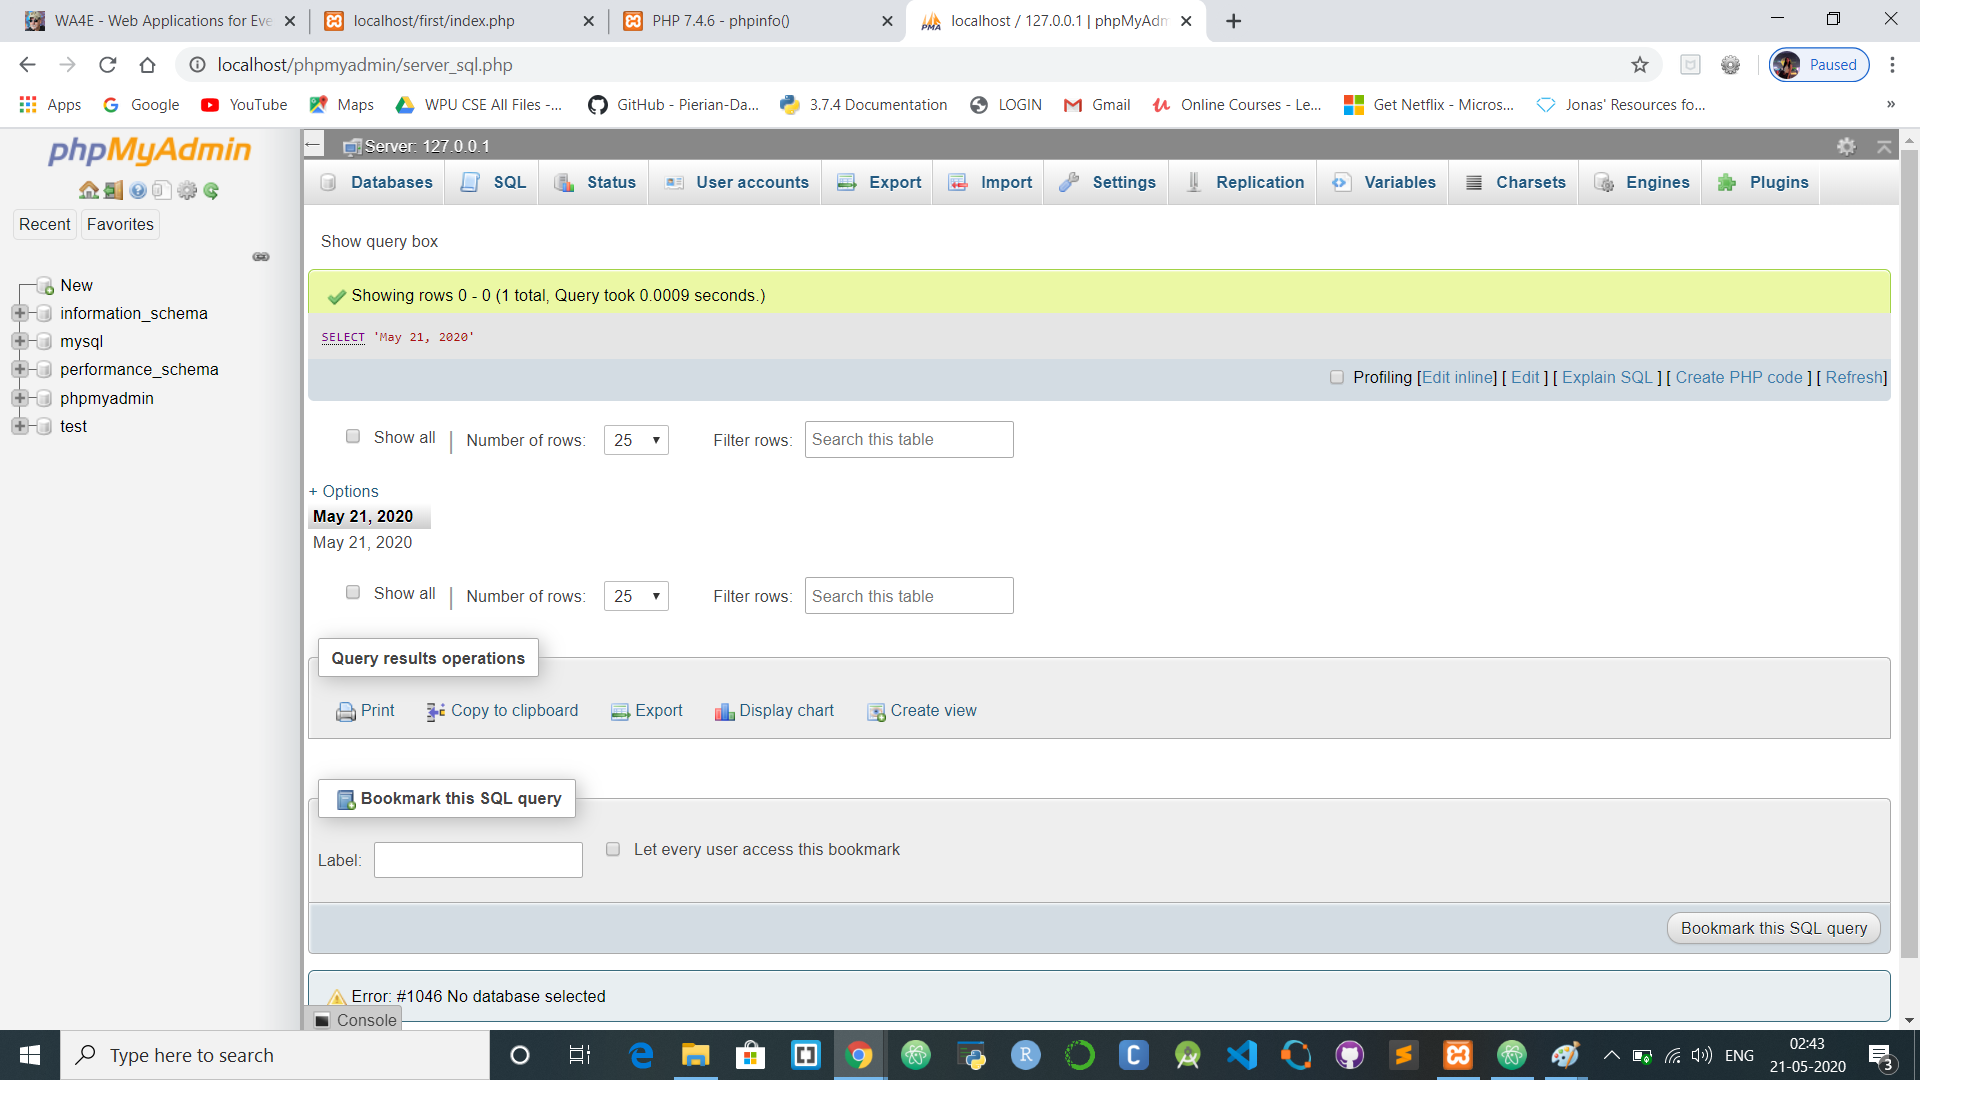 WA4E - Web Applications for Eve
localhost/first/index.php
PHP 7.4.6 - phpinfo()
localhost / 127.0.0.1 | phpMyAdm
localhost/phpmyadmin/server_sql.php
Paused
Apps Google YouTube Maps WPU CSE All Files -... GitHub - Pierian-Da... 3.7.4 Documentation LOGIN Gmail Online Courses - Le... Get Netflix - Micros... Jonas' Resources fo... »
phpMyAdmin
Recent Favorites
New
information_schema
mysql
performance_schema
phpmyadmin
test
Server: 127.0.0.1
Databases SQL Status User accounts Export Import Settings Replication Variables Charsets Engines Plugins
Show query box
Showing rows 0 - 0 (1 total, Query took 0.0009 seconds.)
SELECT 'May 21, 2020'
Profiling [Edit inline] [ Edit ] [ Explain SQL ] [ Create PHP code ] [ Refresh]
Show all | Number of rows: 25 Filter rows: Search this table
+ Options
May 21, 2020
May 21, 2020
Show all | Number of rows: 25 Filter rows: Search this table
Query results operations
Print Copy to clipboard Export Display chart Create view
Bookmark this SQL query
Label: Let every user access this bookmark
Bookmark this SQL query
Error: #1046 No database selected
Console
Type here to search
ENG
02:43
21-05-2020
3